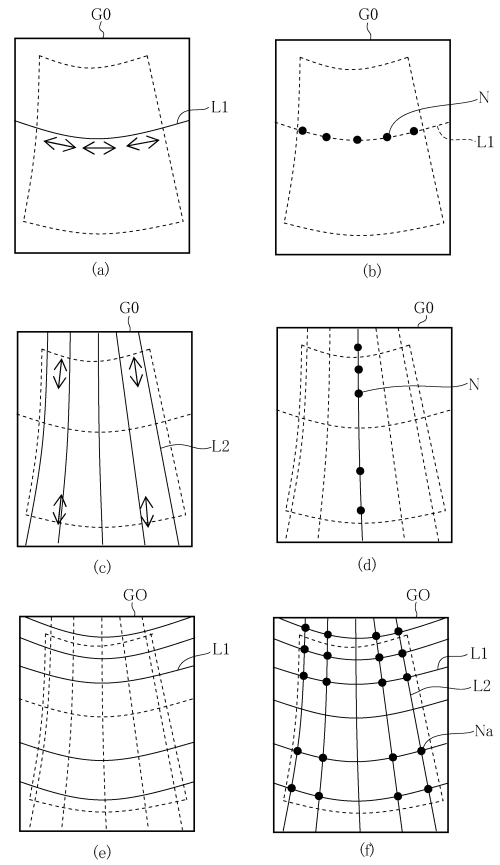 G0 G0
L1 N
L1
(a) (b)
G0 G0
N
L2
(c) (d)
GO GO
L1 L1
L2
Na
(e) (f)